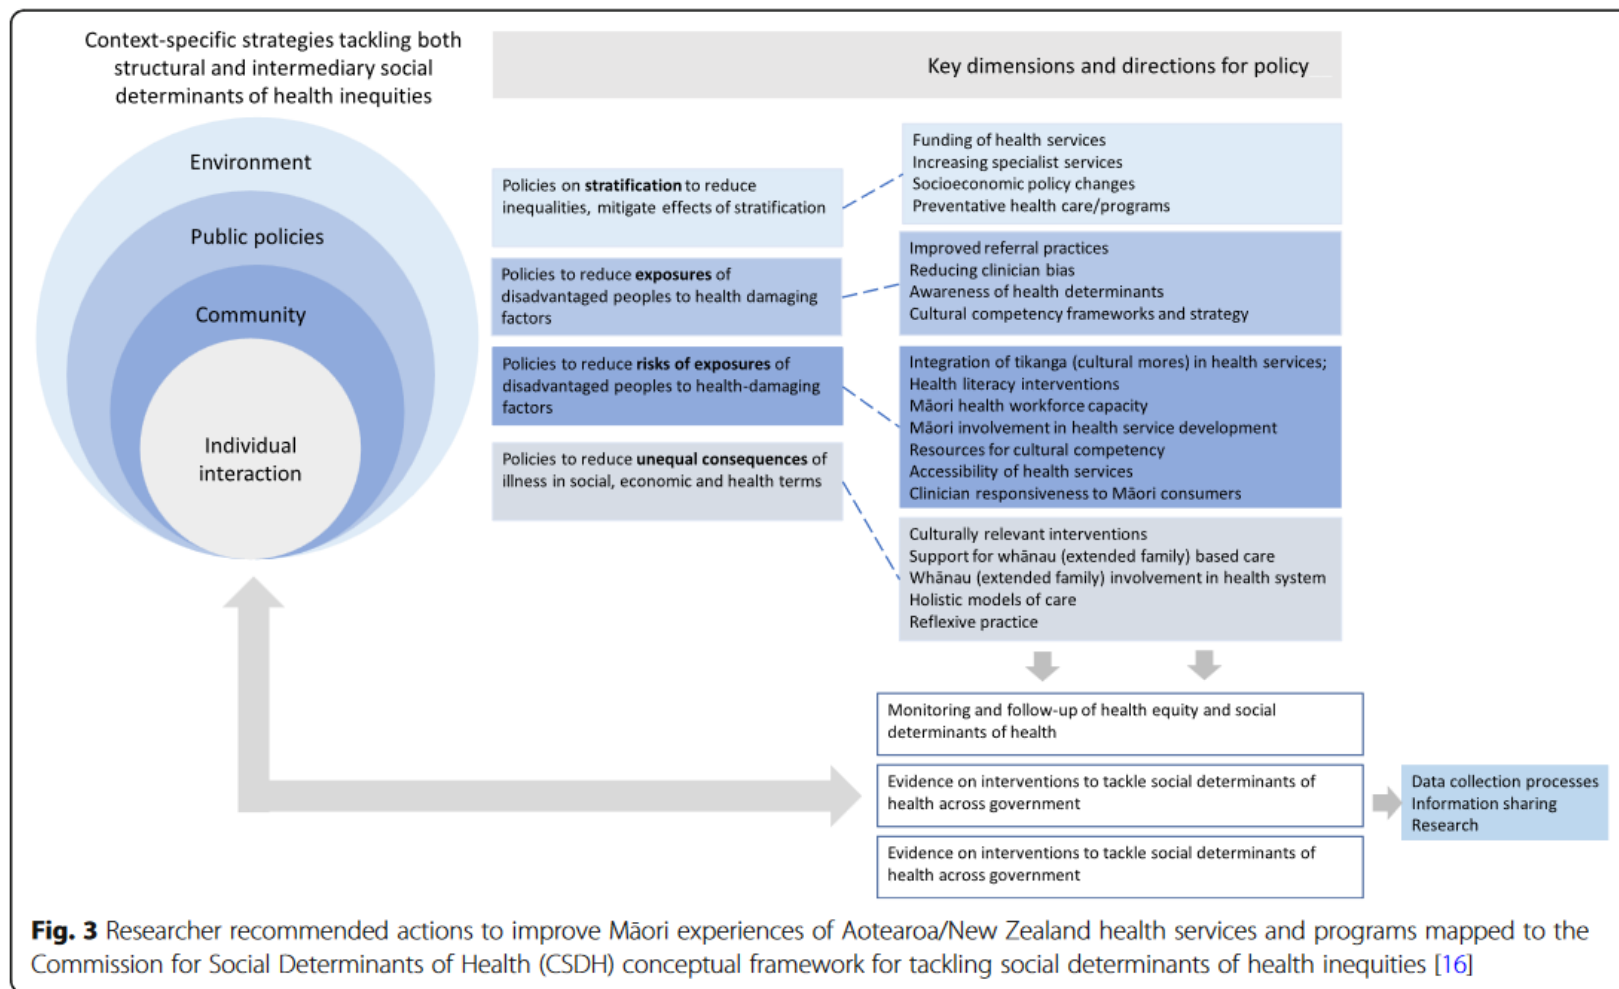 Context-specific strategies tackling both
structural and intermediary social
determinants of health inequities
Key dimensions and directions for policy
Environment
Public policies
Community
Individual
interaction
Policies on stratification to reduce
inequalities, mitigate effects of stratification
Funding of health services
Increasing specialist services
Socioeconomic policy changes
Preventative health care/programs
Policies to reduce exposures of
disadvantaged peoples to health damaging
factors
Improved referral practices
Reducing clinician bias
Awareness of health determinants
Cultural competency frameworks and strategy
Policies to reduce risks of exposures of
disadvantaged peoples to health-damaging
factors
Integration of tikanga (cultural mores) in health services;
Health literacy interventions
Māori health workforce capacity
Māori involvement in health service development
Resources for cultural competency
Accessibility of health services
Clinician responsiveness to Māori consumers
Policies to reduce unequal consequences of
illness in social, economic and health terms
Culturally relevant interventions
Support for whānau (extended family) based care
Whānau (extended family) involvement in health system
Holistic models of care
Reflexive practice
Monitoring and follow-up of health equity and social
determinants of health
Evidence on interventions to tackle social determinants of
health across government
Data collection processes
Information sharing
Research
Evidence on interventions to tackle social determinants of
health across government
Fig. 3 Researcher recommended actions to improve Māori experiences of Aotearoa/New Zealand health services and programs mapped to the
Commission for Social Determinants of Health (CSDH) conceptual framework for tackling social determinants of health inequities [16]